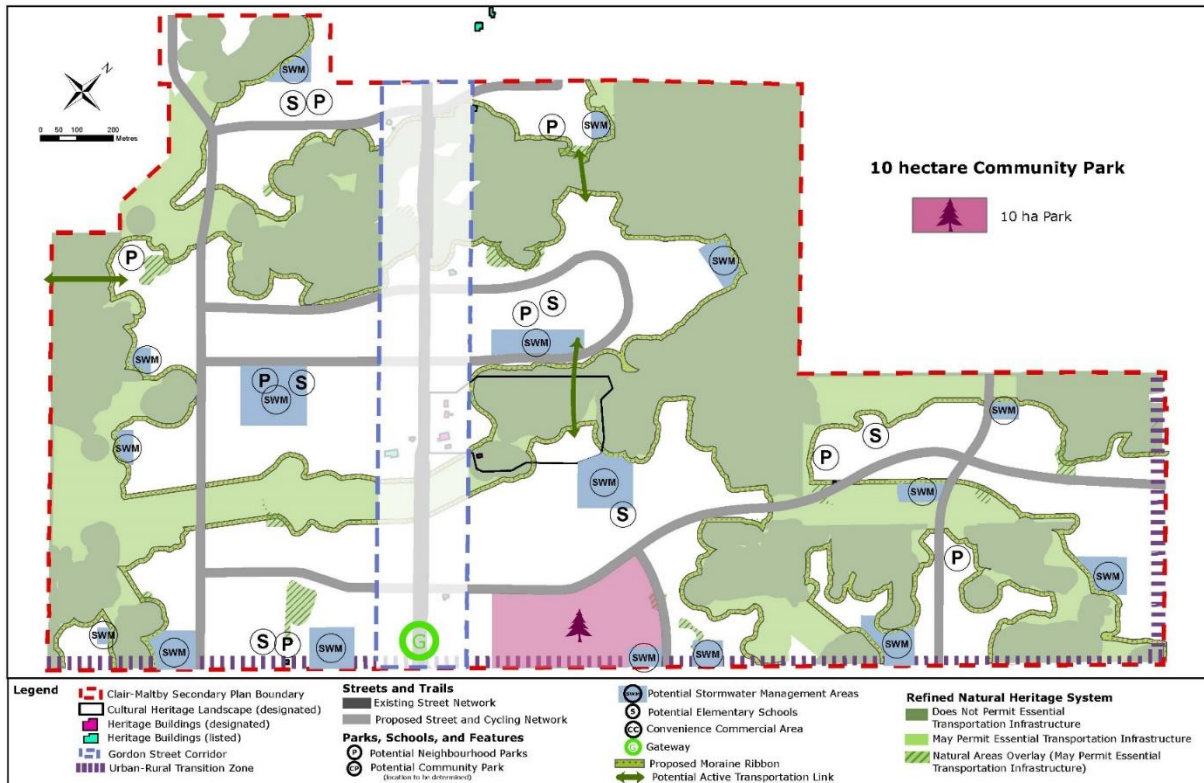 N
0 50 100 200
Metres
SWM
S
P
P
SWM
10 hectare Community Park
10 ha Park
P
SWM
S
P
SWM
SWM
P
S
SWM
SWM
S
P
SWM
SWM
SWM
S
SWM
P
SWM
SWM
S
P
SWM
G
SWM
SWM
SWM
P
SWM
Legend
Clair-Maltby Secondary Plan Boundary
Cultural Heritage Landscape (designated)
Heritage Buildings (designated)
Heritage Buildings (listed)
Gordon Street Corridor
Urban-Rural Transition Zone
Streets and Trails
Existing Street Network
Proposed Street and Cycling Network
Parks, Schools, and Features
P Potential Neighbourhood Parks
CP Potential Community Park
(location to be determined)
SWM Potential Stormwater Management Areas
S Potential Elementary Schools
CC Convenience Commercial Area
G Gateway
Proposed Moraine Ribbon
Potential Active Transportation Link
Refined Natural Heritage System
Does Not Permit Essential
Transportation Infrastructure
May Permit Essential Transportation Infrastructure
Natural Areas Overlay (May Permit Essential
Transportation Infrastructure)